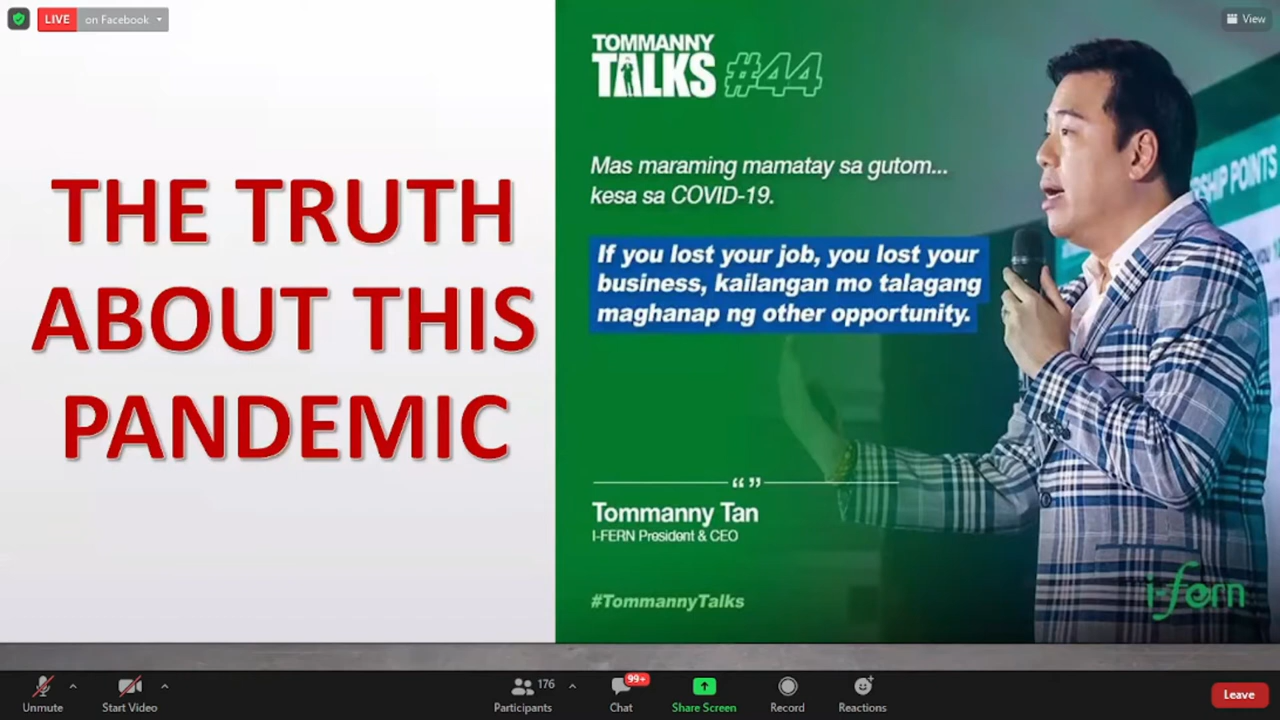 LIVE on Facebook
View
THE TRUTH
ABOUT THIS
PANDEMIC
TOMMANNY
TALKS #44
Mas maraming mamatay sa gutom...
kesa sa COVID-19.
If you lost your job, you lost your
business, kailangan mo talagang
maghanap ng other opportunity.
“ ”
Tommanny Tan
I-FERN President & CEO
#TommannyTalks
POINTS
i-fern
Unmute
Start Video
176
Participants
99+
Chat
Share Screen
Record
Reactions
Leave